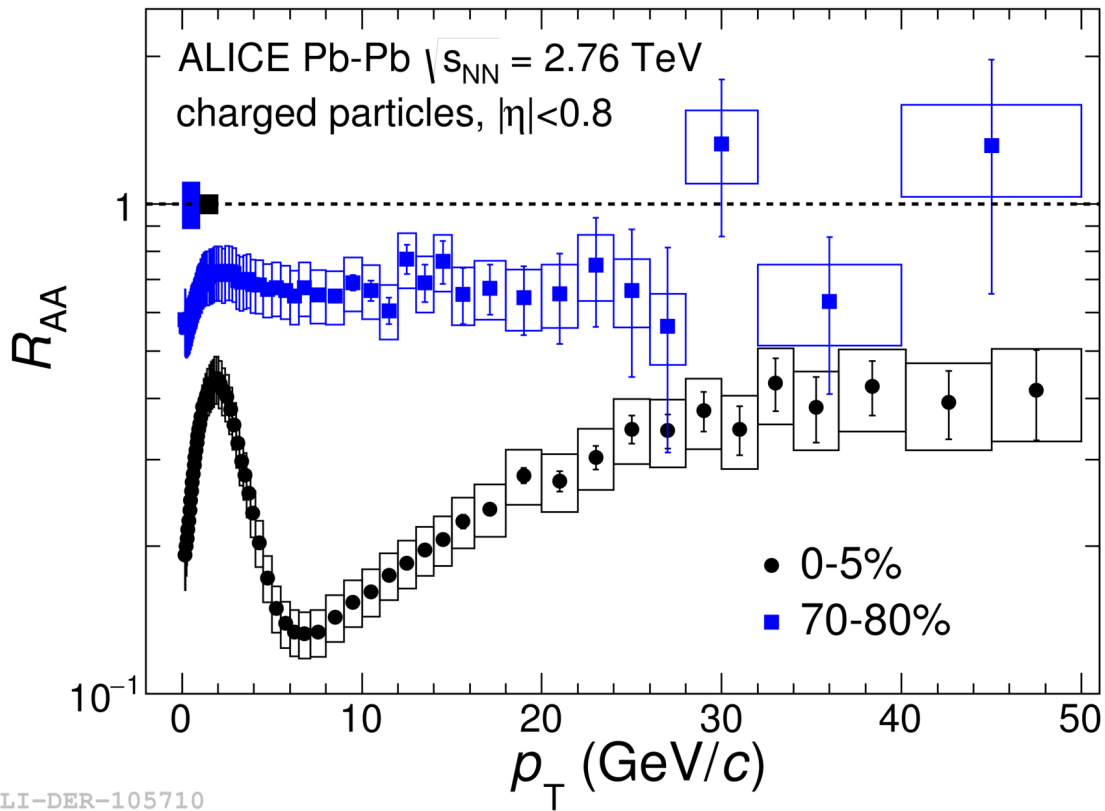 ALICE Pb-Pb √sNN = 2.76 TeV
charged particles, |η|<0.8
1
RAA
0-5%
70-80%
10−1
0 10 20 30 40 50
pT (GeV/c)
LI-DER-105710